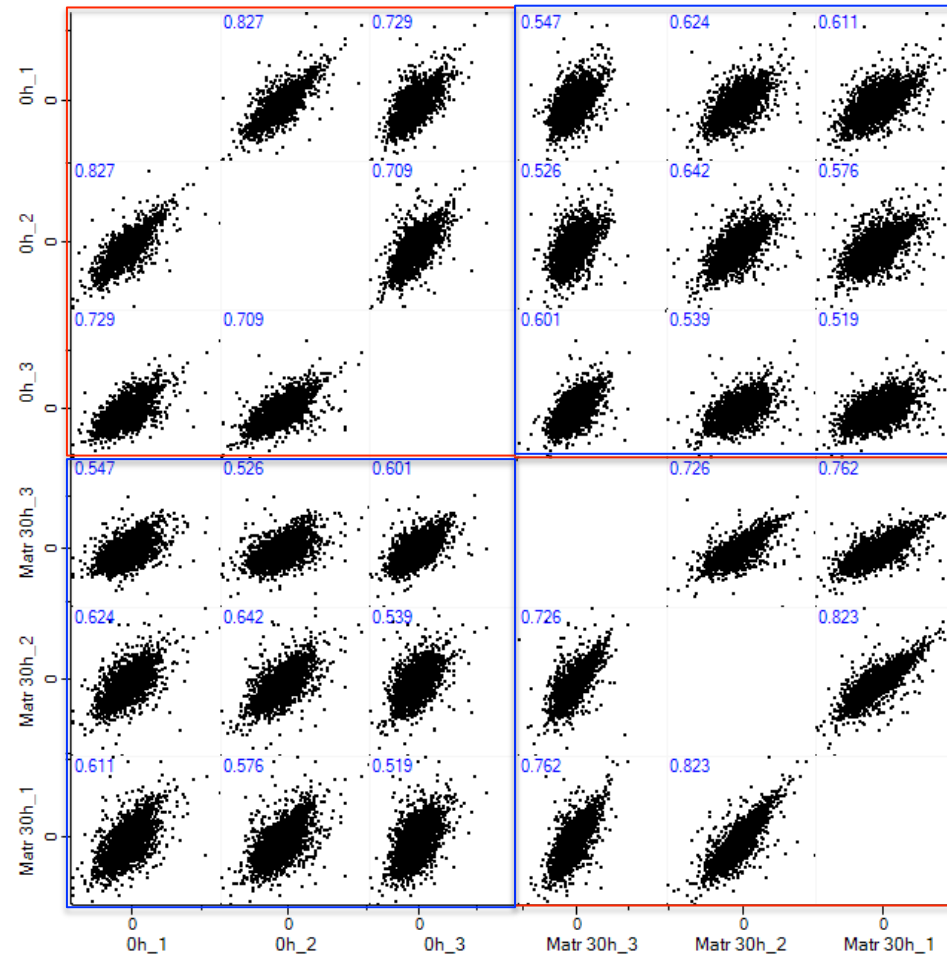 0.827 0.729 0.547 0.624 0.611
0h_1 0
0.827 0.709 0.526 0.642 0.576
0h_2 0
0.729 0.709 0.601 0.539 0.519
0h_3 0
0.547 0.526 0.601 0.726 0.762
Matr 30h_3 0
0.624 0.642 0.539 0.726 0.823
Matr 30h_2 0
0.611 0.576 0.519 0.762 0.823
Matr 30h_1 0
0 0 0 0 0 0
0h_1 0h_2 0h_3 Matr 30h_3 Matr 30h_2 Matr 30h_1